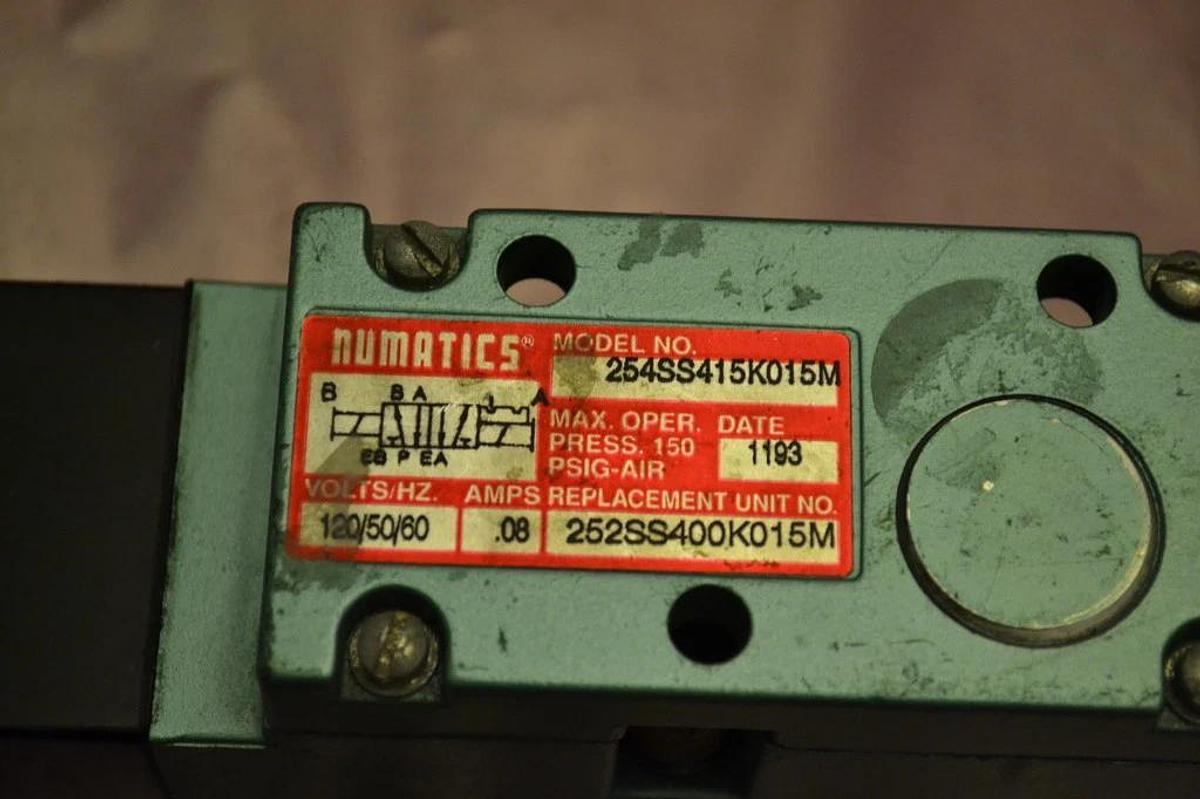 NUMATICS®
MODEL NO.
254SS415K015M
B B A A
EB P EA
MAX. OPER.
PRESS. 150
PSIG-AIR
DATE
1193
VOLTS/HZ.
120/50/60
AMPS
.08
REPLACEMENT UNIT NO.
252SS400K015M